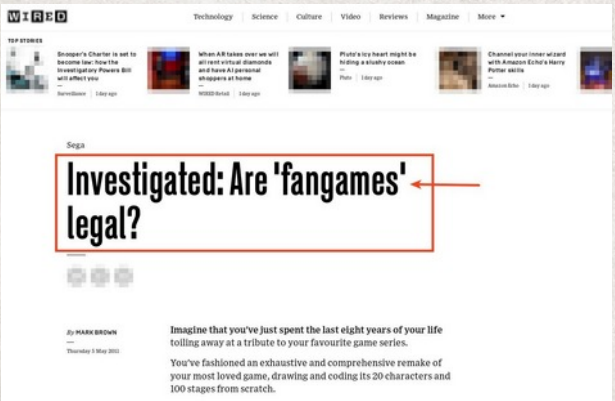 WIRED
Technology Science Culture Video Reviews Magazine More
TOP STORIES
Snooper's Charter is set to
become law: how the
Investigatory Powers Bill
will affect you
Surveillance 1 day ago
When AR takes over we will
all rent virtual diamonds
and have AI personal
shoppers at home
WIRED Retail 1 day ago
Pluto's icy heart might be
hiding a slushy ocean
Pluto 1 day ago
Channel your inner wizard
with Amazon Echo's Harry
Potter skills
Amazon Echo 1 day ago
Sega
Investigated: Are 'fangames'
legal?
By MARK BROWN
Thursday 5 May 2011
Imagine that you've just spent the last eight years of your life
toiling away at a tribute to your favourite game series.
You've fashioned an exhaustive and comprehensive remake of
your most loved game, drawing and coding its 20 characters and
100 stages from scratch.